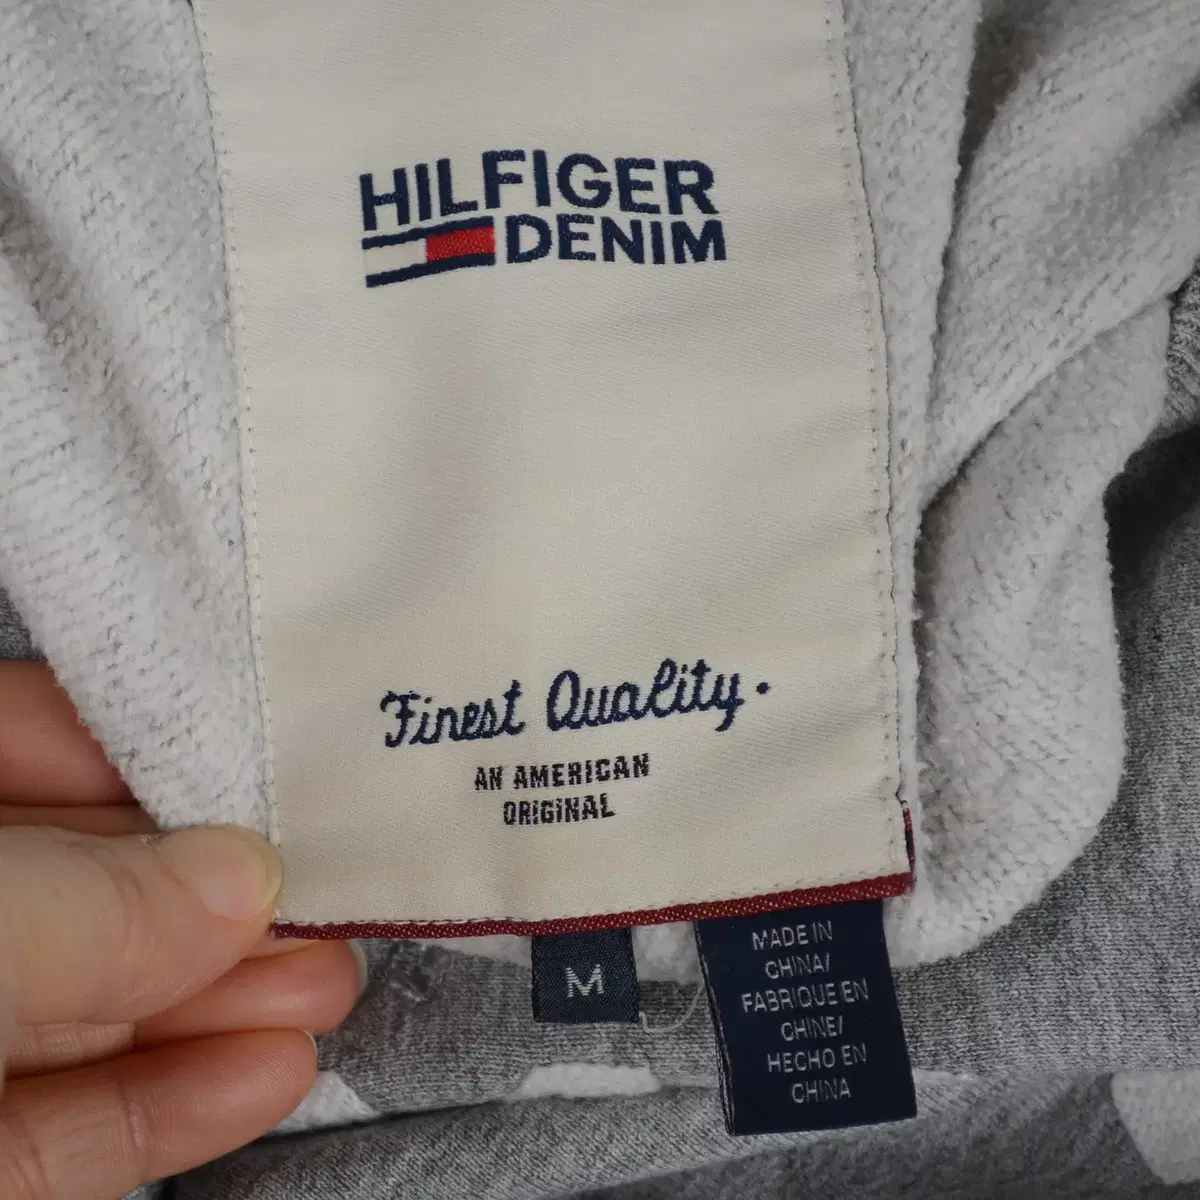 HILFIGER
DENIM
Finest Quality.
AN AMERICAN
ORIGINAL
M
MADE IN
CHINA/
FABRIQUE EN
CHINE/
HECHO EN
CHINA